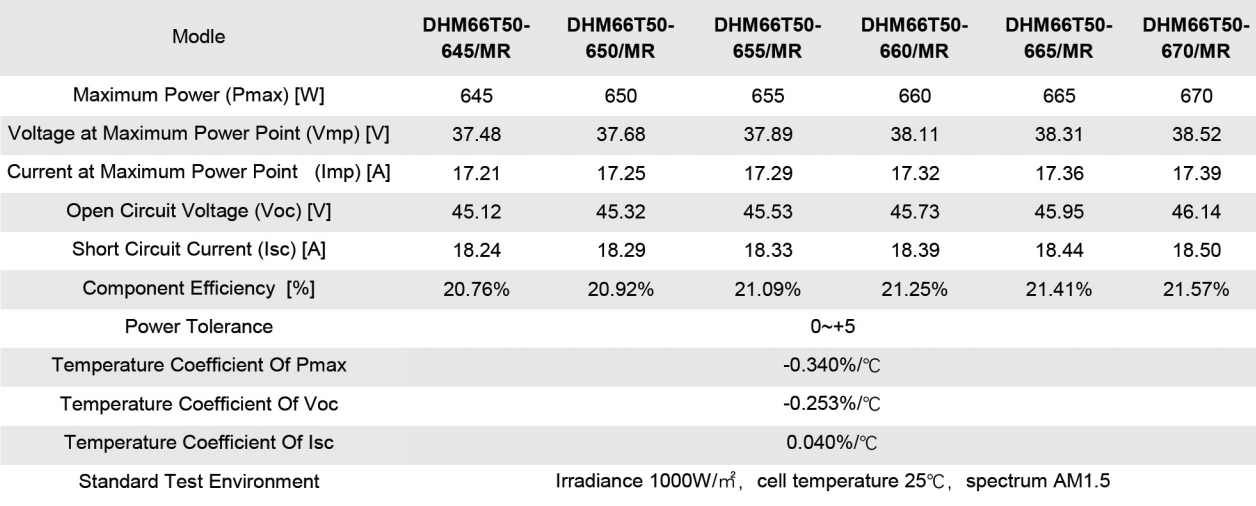 Modle DHM66T50-645/MR DHM66T50-650/MR DHM66T50-655/MR DHM66T50-660/MR DHM66T50-665/MR DHM66T50-670/MR
Maximum Power (Pmax) [W] 645 650 655 660 665 670
Voltage at Maximum Power Point (Vmp) [V] 37.48 37.68 37.89 38.11 38.31 38.52
Current at Maximum Power Point (Imp) [A] 17.21 17.25 17.29 17.32 17.36 17.39
Open Circuit Voltage (Voc) [V] 45.12 45.32 45.53 45.73 45.95 46.14
Short Circuit Current (Isc) [A] 18.24 18.29 18.33 18.39 18.44 18.50
Component Efficiency [%] 20.76% 20.92% 21.09% 21.25% 21.41% 21.57%
Power Tolerance 0~+5
Temperature Coefficient Of Pmax -0.340%/℃
Temperature Coefficient Of Voc -0.253%/℃
Temperature Coefficient Of Isc 0.040%/℃
Standard Test Environment Irradiance 1000W/㎡, cell temperature 25℃, spectrum AM1.5